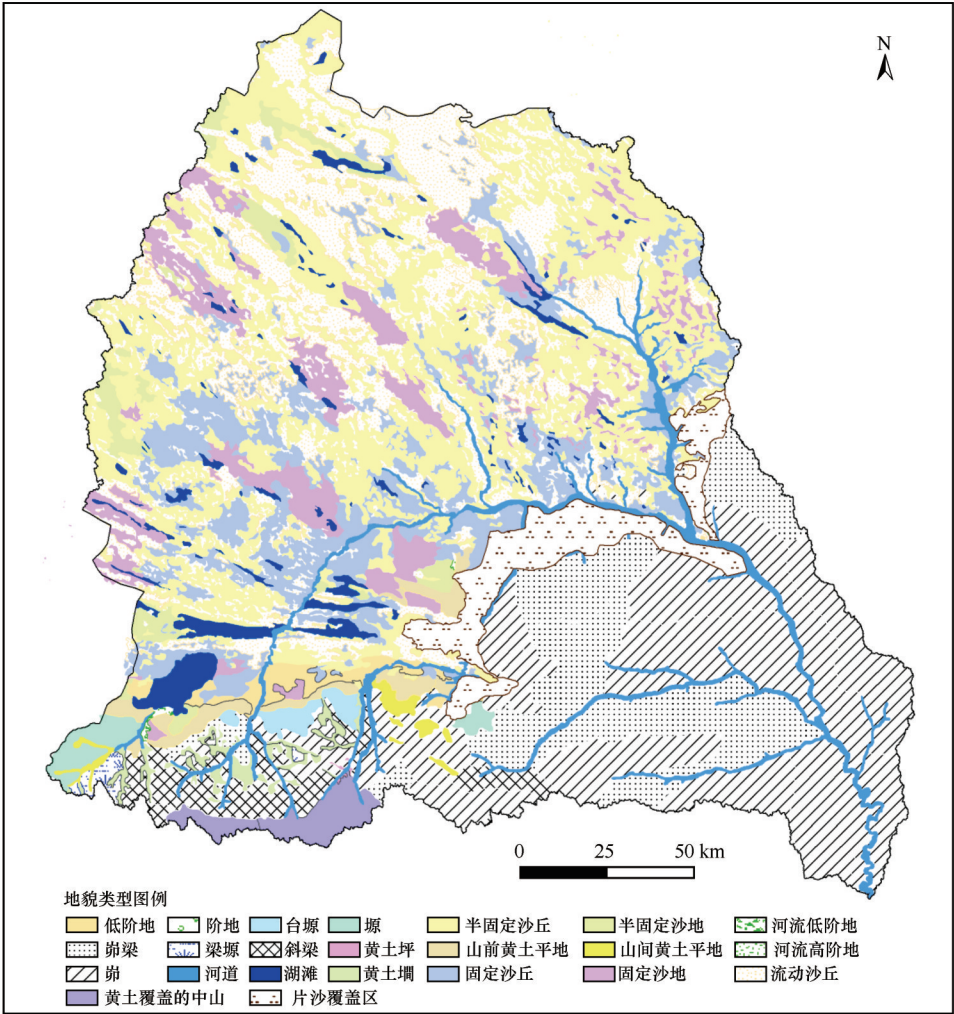 N
0 25 50 km
地貌类型图例
低阶地 阶地 台塬 塬 半固定沙丘 半固定沙地 河流低阶地
峁梁 梁塬 斜梁 黄土坪 山前黄土平地 山间黄土平地 河流高阶地
峁 河道 湖滩 黄土墹 固定沙丘 固定沙地 流动沙丘
黄土覆盖的中山 片沙覆盖区